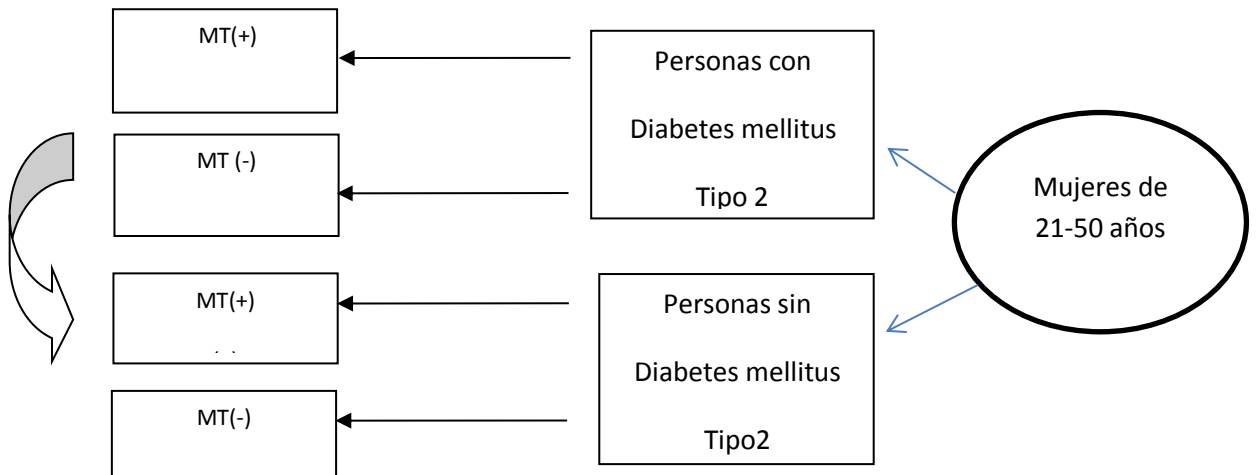 MT(+)
MT (-)
MT(+)
MT(-)
Personas con
Diabetes mellitus
Tipo 2
Personas sin
Diabetes mellitus
Tipo2
Mujeres de
21-50 años